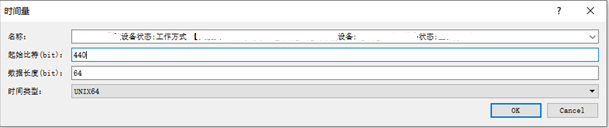 时间量
名称: 设备状态:工作方式 设备: 状态:
起始比特(bit): 440
数据长度(bit): 64
时间类型: UNIX64
OK Cancel